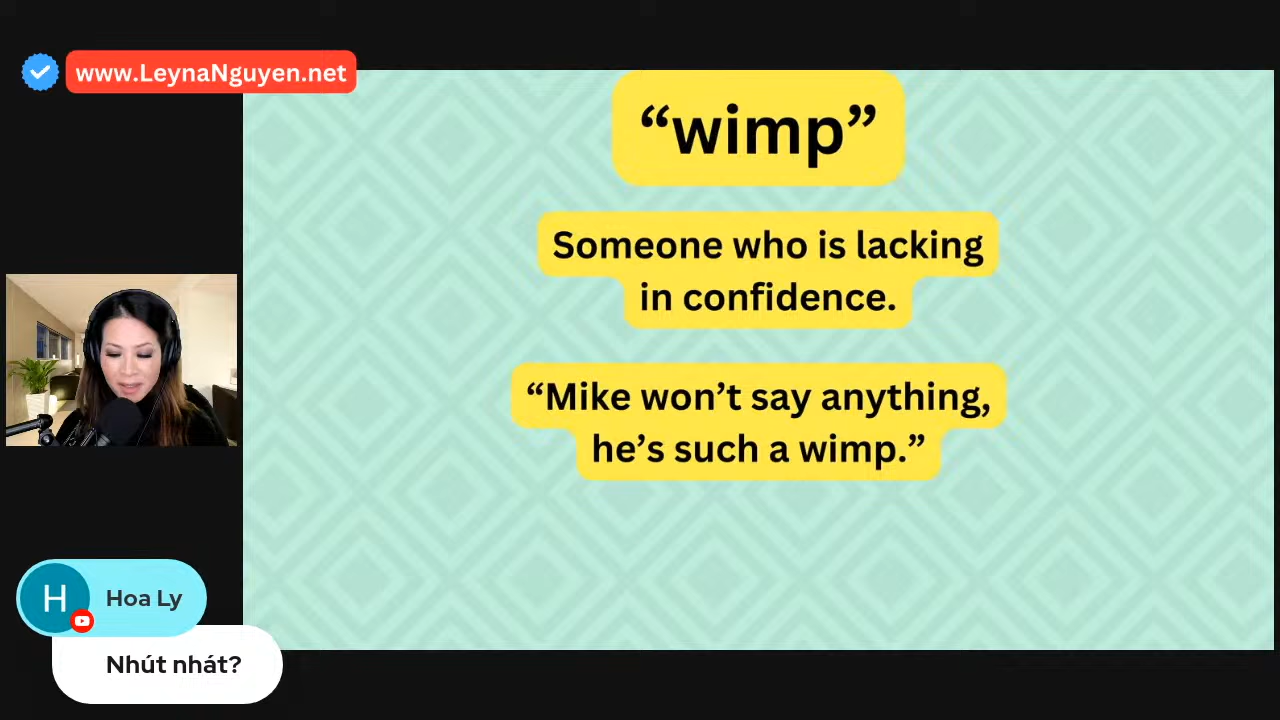 www.LeynaNguyen.net
“wimp”
Someone who is lacking
in confidence.
“Mike won’t say anything,
he’s such a wimp.”
H
Hoa Ly
Nhút nhát?